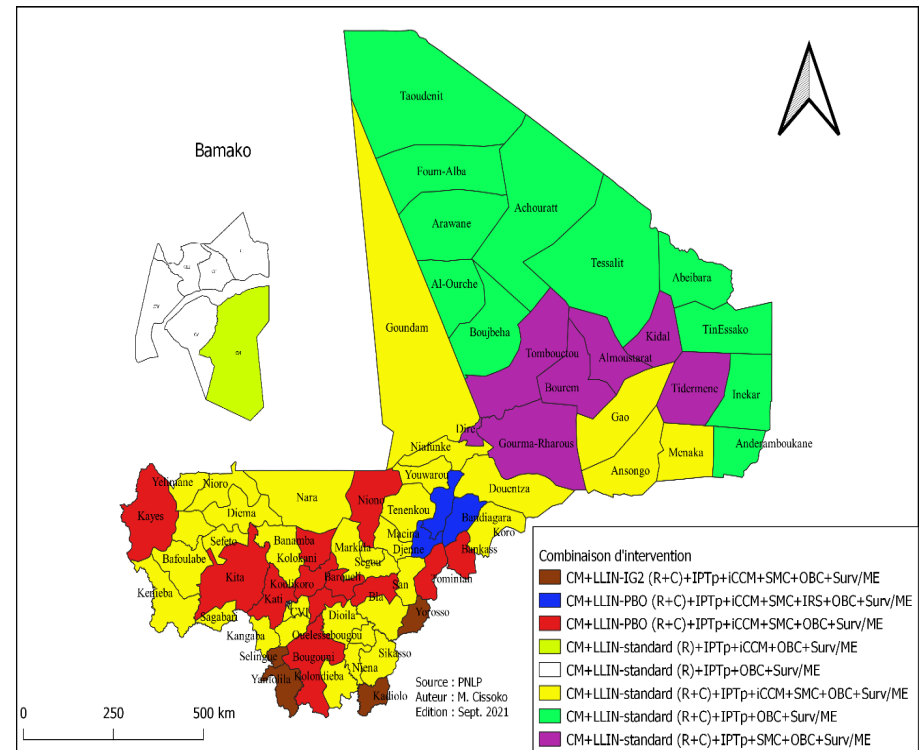 Bamako
Taoudenit
Foum-Alba
Achouratt
Arawane
Tessalit
Abeibara
Al-Ourche
TinEssako
Goundam
Boujbeha
Kidal
Tombouctou
Almoustarat
Tidermene
Inekar
Bourem
Gao
Dire
Gourma-Rharous
Anderamboukane
Menaka
Niafunke
Ansongo
Yelimane
Nioro
Youwarou
Douentza
Nara
Niono
Kayes
Diema
Tenenkou
Bandiagara
Koro
Sefeto
Banamba
Macina
Markala
Djenne
Bankass
Bafoulabe
Kolokani
Segou
Tominian
Kita
Koulikoro
Baroueli
San
Kenieba
Kati
Bla
Sagabari
CVI
Dioila
Yorosso
Kangaba
Ouelessebougou
Selingue
Bougouni
Sikasso
Yanfolila
Kolondieba
Niena
Kadiolo
Source : PNLP
Auteur : M. Cissoko
Edition : Sept. 2021
0 250 500 km
Combinaison d'intervention
CM+LLIN-IG2 (R+C)+IPTp+iCCM+SMC+OBC+Surv/ME
CM+LLIN-PBO (R+C)+IPTp+iCCM+SMC+IRS+OBC+Surv/ME
CM+LLIN-PBO (R+C)+IPTp+iCCM+SMC+OBC+Surv/ME
CM+LLIN-standard (R)+IPTp+iCCM+OBC+Surv/ME
CM+LLIN-standard (R)+IPTp+OBC+Surv/ME
CM+LLIN-standard (R+C)+IPTp+iCCM+SMC+OBC+Surv/ME
CM+LLIN-standard (R+C)+IPTp+OBC+Surv/ME
CM+LLIN-standard (R+C)+IPTp+SMC+OBC+Surv/ME